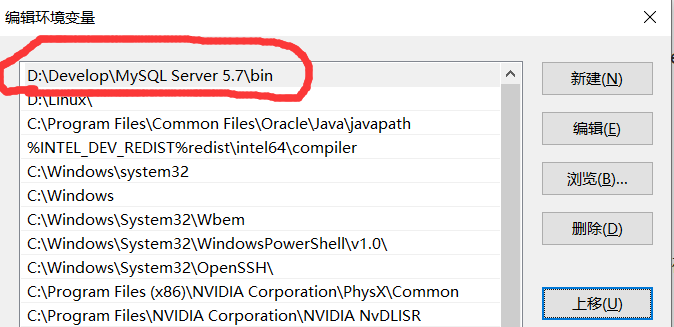 编辑环境变量
D:\Develop\MySQL Server 5.7\bin
D:\Linux\
C:\Program Files\Common Files\Oracle\Java\javapath
%INTEL_DEV_REDIST%redist\intel64\compiler
C:\Windows\system32
C:\Windows
C:\Windows\System32\Wbem
C:\Windows\System32\WindowsPowerShell\v1.0\
C:\Windows\System32\OpenSSH\
C:\Program Files (x86)\NVIDIA Corporation\PhysX\Common
C:\Program Files\NVIDIA Corporation\NVIDIA NvDLISR
新建(N)
编辑(E)
浏览(B)...
删除(D)
上移(U)